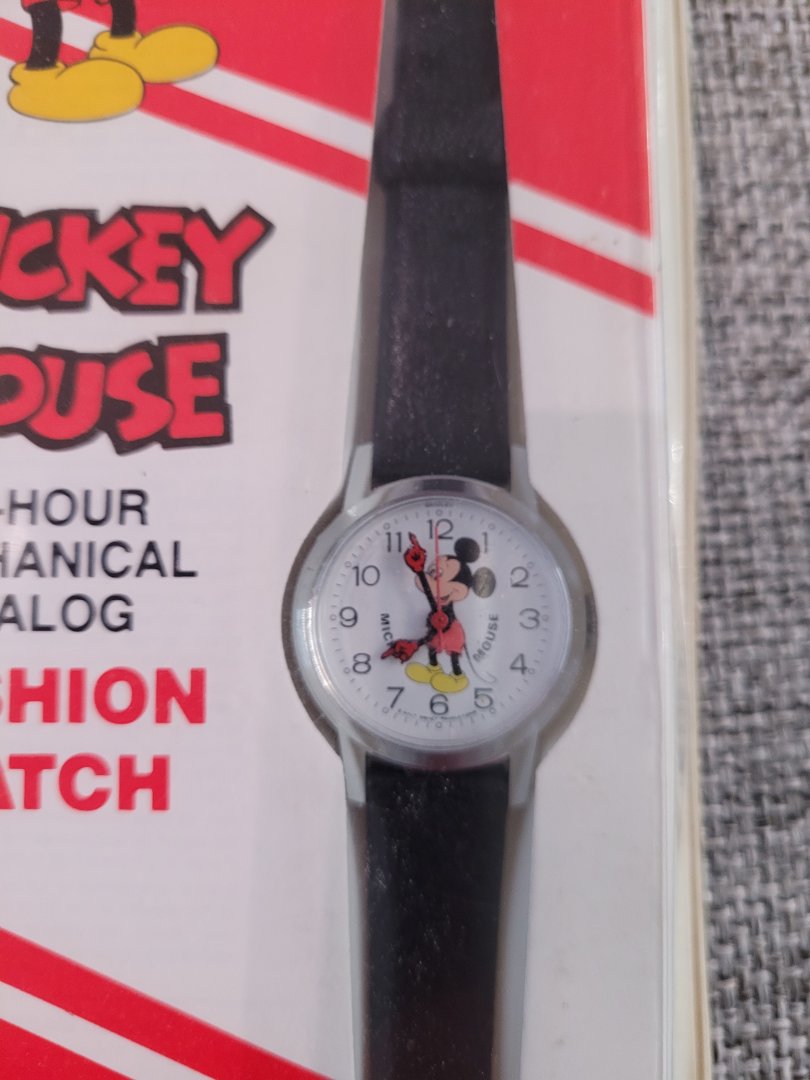 ICKEY
OUSE
-HOUR
HANICAL
ALOG
SHION
ATCH
12
11 1
10 2
9 3
MIC MOUSE
8 4
7 5
6